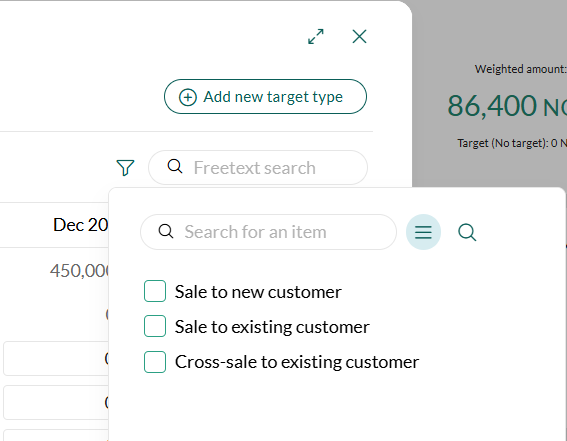 Weighted amount:
86,400 NO
Target (No target): 0 N
Add new target type
Freetext search
Dec 20
Search for an item
450,000
Sale to new customer
Sale to existing customer
Cross-sale to existing customer